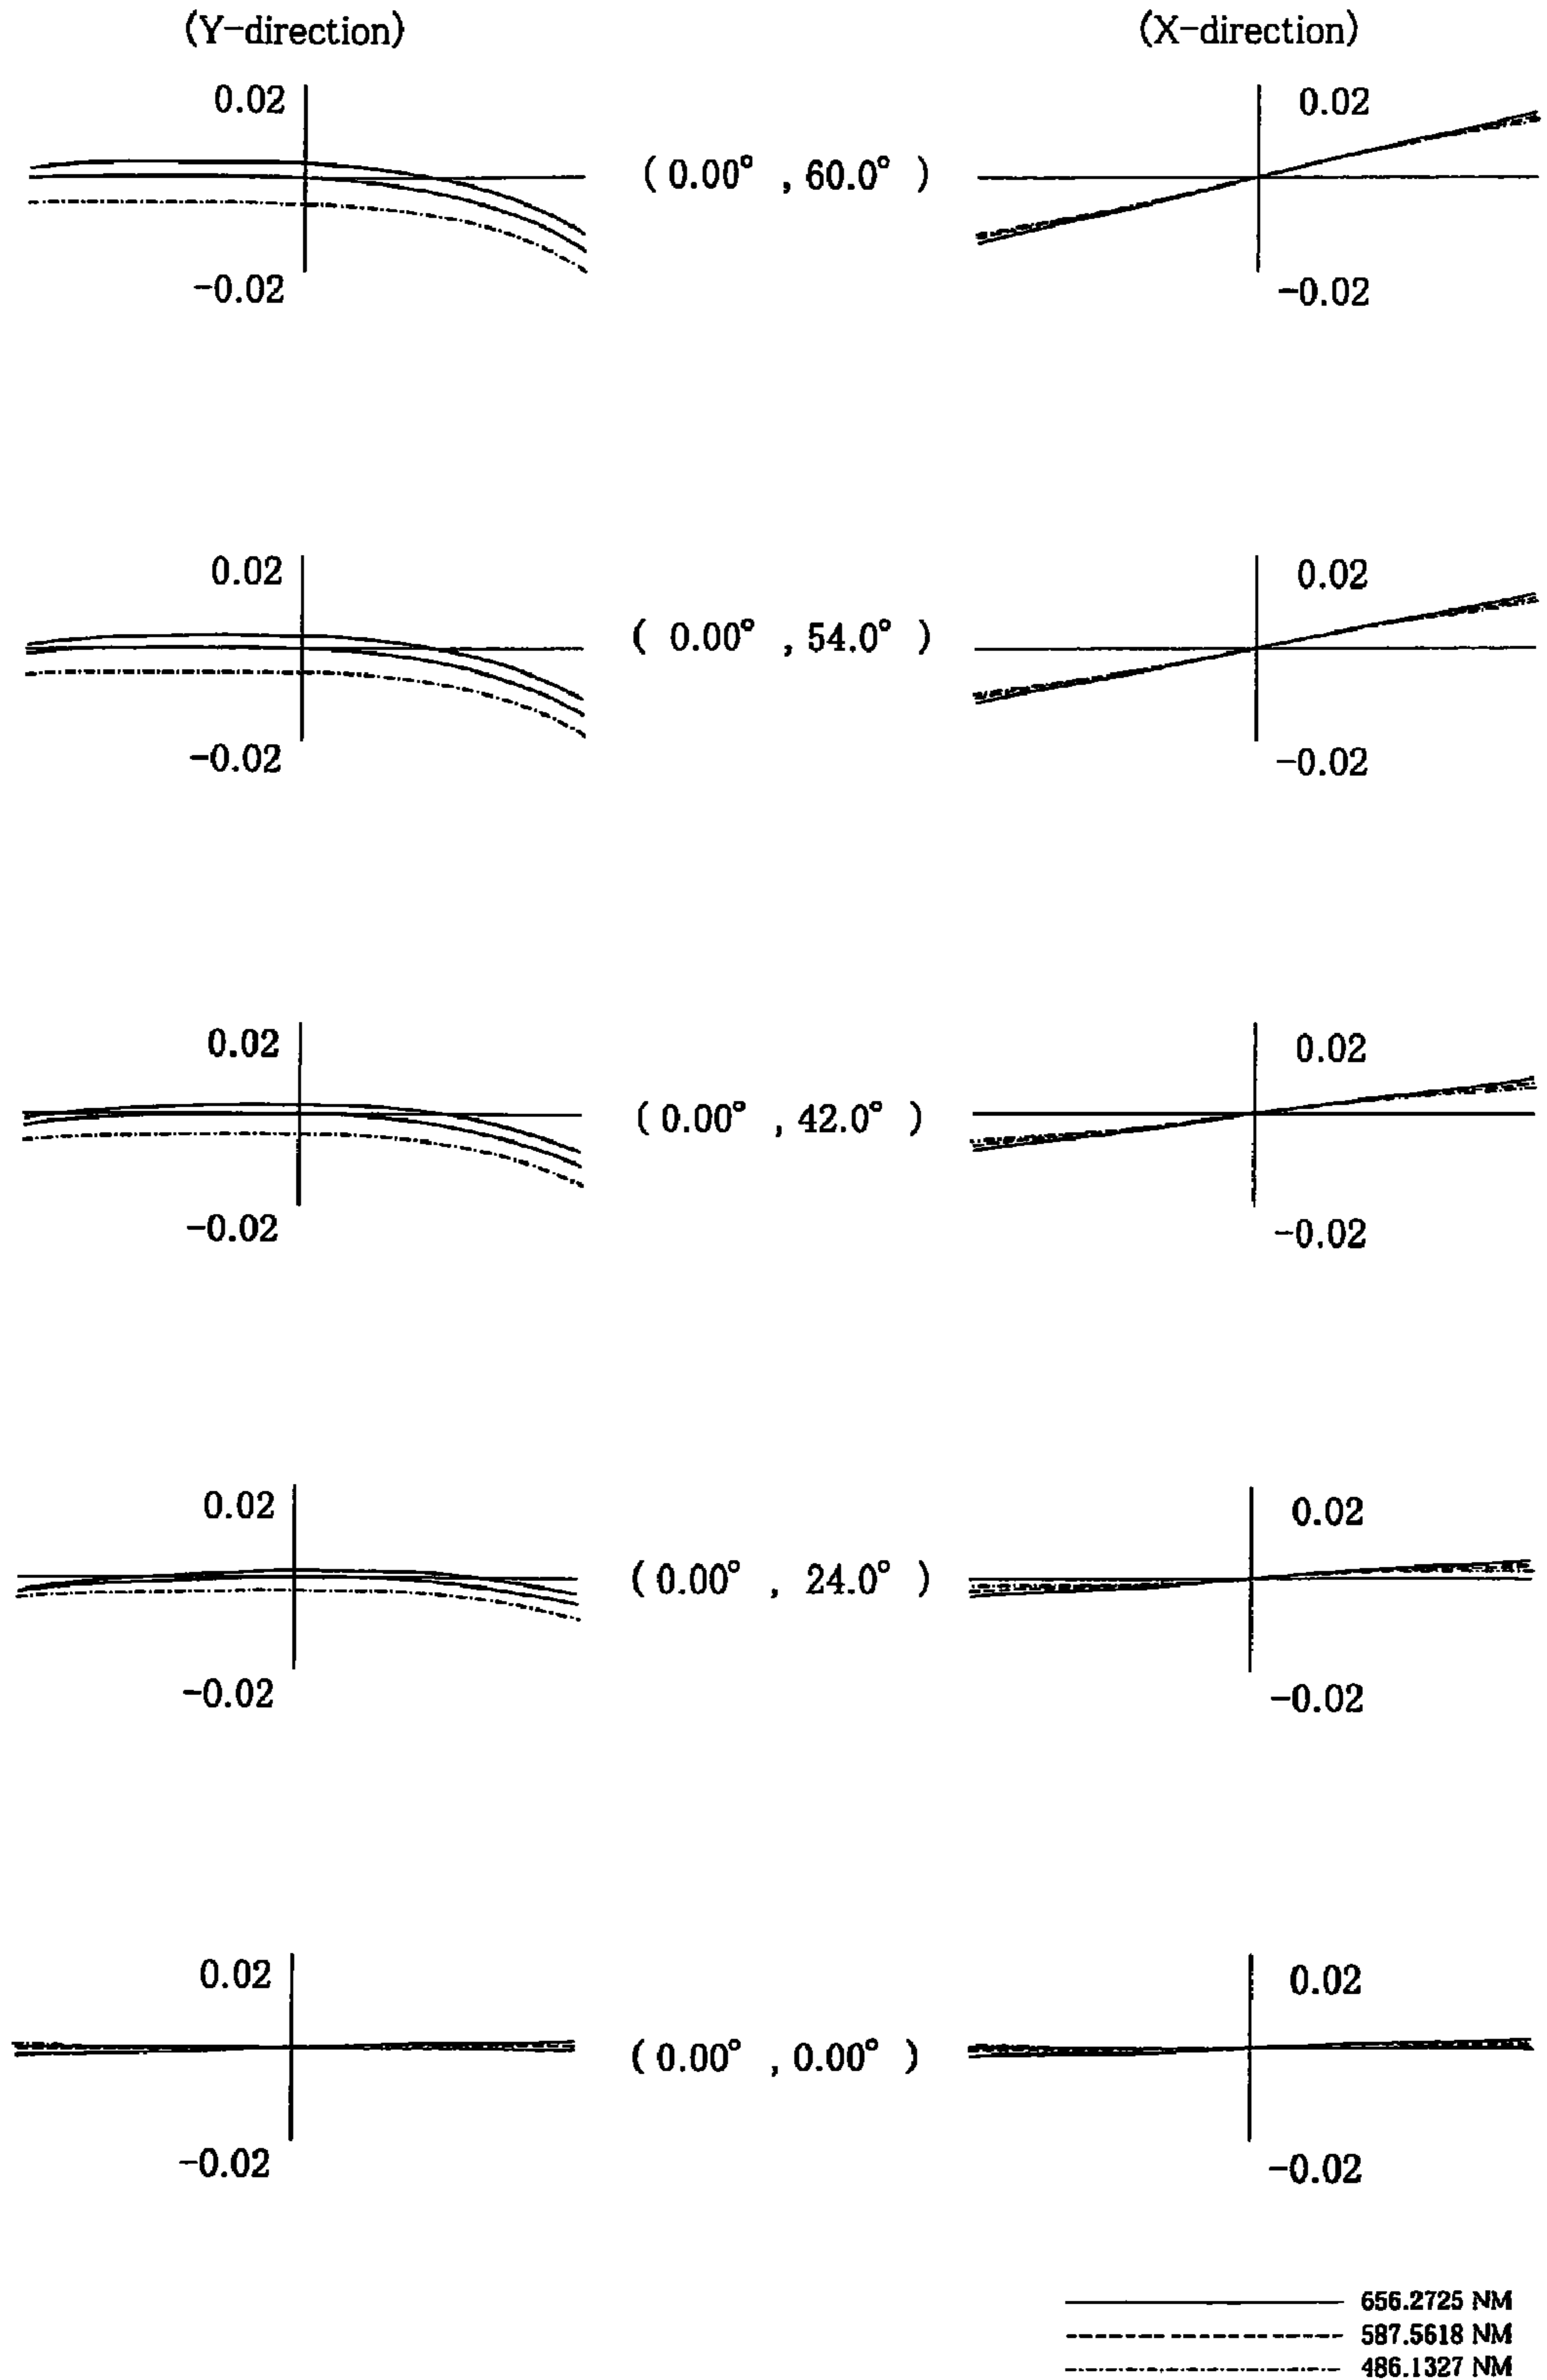 (Y-direction) (X-direction)
0.02 0.02
(0.00° , 60.0° )
-0.02 -0.02
0.02 0.02
( 0.00° , 54.0° )
-0.02 -0.02
0.02 0.02
(0.00° , 42.0° )
-0.02 -0.02
0.02 0.02
(0.00° , 24.0° )
-0.02 -0.02
0.02 0.02
(0.00° , 0.00° )
-0.02 -0.02
656.2725 NM
587.5618 NM
486.1327 NM